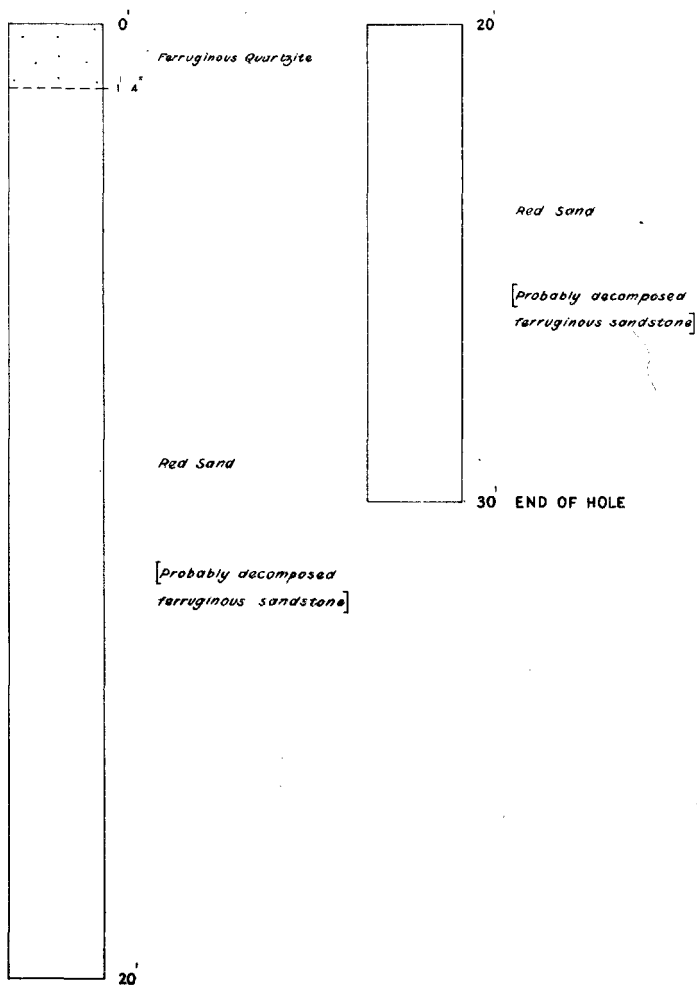 0'
Ferruginous Quartzite
1' 4"
Red Sand
[Probably decomposed
ferruginous sandstone]
20'
20'
Red Sand
[Probably decomposed
ferruginous sandstone]
30' END OF HOLE